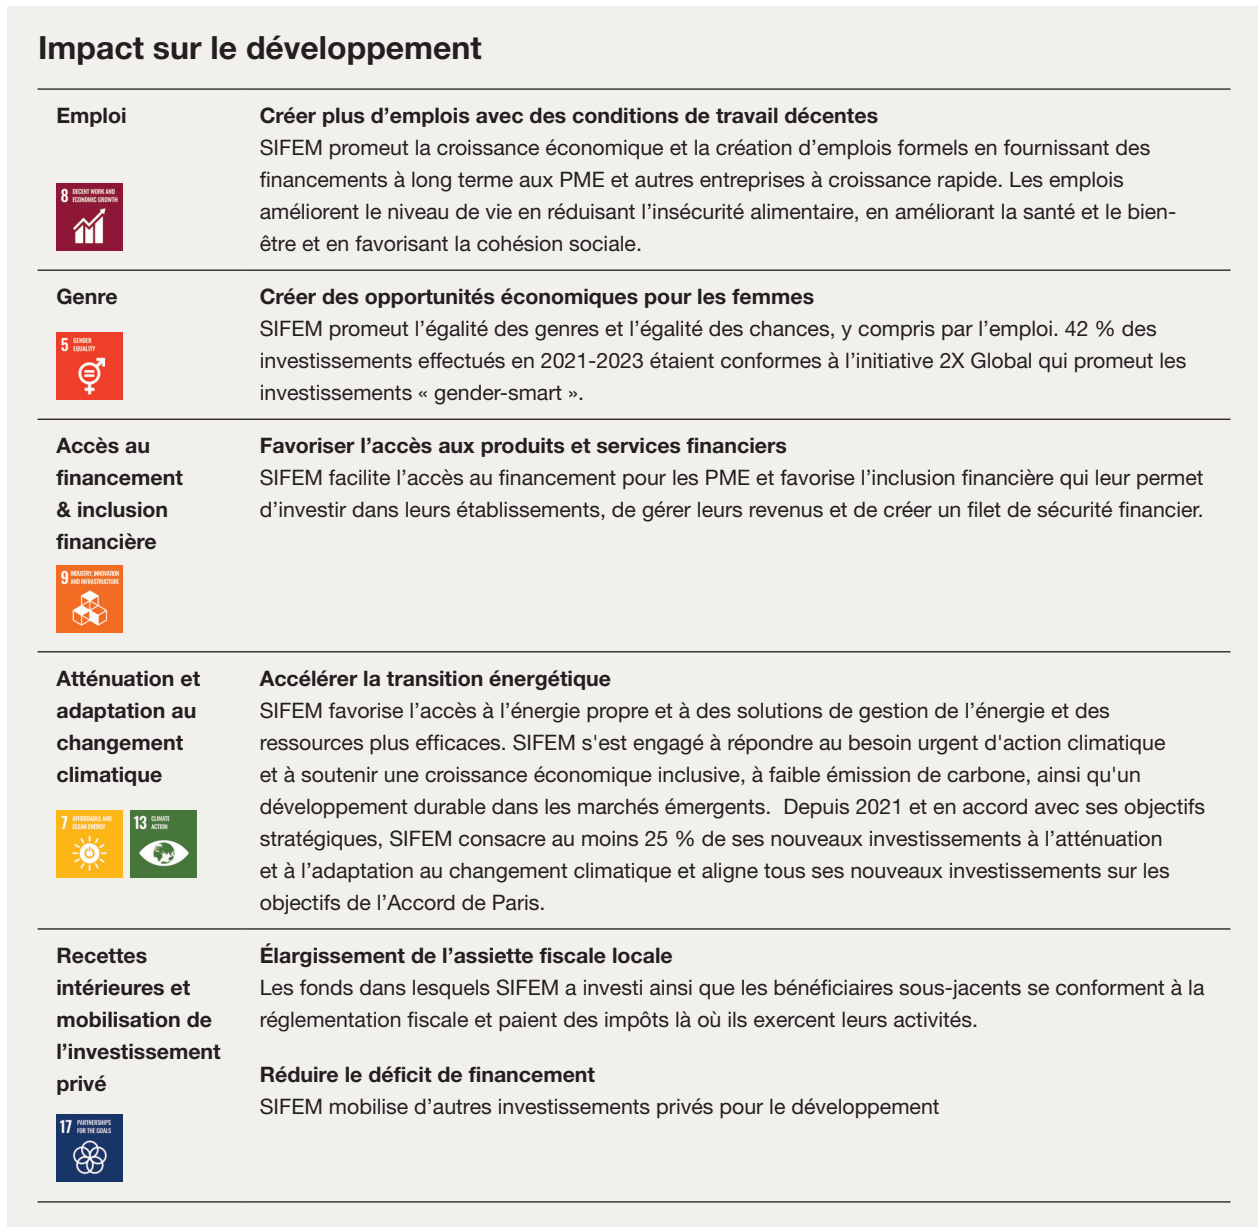 Impact sur le développement
Emploi
8 DECENT WORK AND
ECONOMIC GROWTH
Créer plus d’emplois avec des conditions de travail décentes
SIFEM promeut la croissance économique et la création d’emplois formels en fournissant des
financements à long terme aux PME et autres entreprises à croissance rapide. Les emplois
améliorent le niveau de vie en réduisant l’insécurité alimentaire, en améliorant la santé et le bien-
être et en favorisant la cohésion sociale.
Genre
5 GENDER
EQUALITY
Créer des opportunités économiques pour les femmes
SIFEM promeut l’égalité des genres et l’égalité des chances, y compris par l’emploi. 42 % des
investissements effectués en 2021-2023 étaient conformes à l’initiative 2X Global qui promeut les
investissements « gender-smart ».
Accès au
financement
& inclusion
financière
9 INDUSTRY, INNOVATION
AND INFRASTRUCTURE
Favoriser l’accès aux produits et services financiers
SIFEM facilite l’accès au financement pour les PME et favorise l’inclusion financière qui leur permet
d’investir dans leurs établissements, de gérer leurs revenus et de créer un filet de sécurité financier.
Atténuation et
adaptation au
changement
climatique
7 AFFORDABLE AND
CLEAN ENERGY
13 CLIMATE
ACTION
Accélérer la transition énergétique
SIFEM favorise l’accès à l’énergie propre et à des solutions de gestion de l’énergie et des
ressources plus efficaces. SIFEM s'est engagé à répondre au besoin urgent d'action climatique
et à soutenir une croissance économique inclusive, à faible émission de carbone, ainsi qu'un
développement durable dans les marchés émergents.  Depuis 2021 et en accord avec ses objectifs
stratégiques, SIFEM consacre au moins 25 % de ses nouveaux investissements à l’atténuation
et à l’adaptation au changement climatique et aligne tous ses nouveaux investissements sur les
objectifs de l’Accord de Paris.
Recettes
intérieures et
mobilisation de
l’investissement
privé
17 PARTNERSHIPS
FOR THE GOALS
Élargissement de l’assiette fiscale locale
Les fonds dans lesquels SIFEM a investi ainsi que les bénéficiaires sous-jacents se conforment à la
réglementation fiscale et paient des impôts là où ils exercent leurs activités.
Réduire le déficit de financement
SIFEM mobilise d’autres investissements privés pour le développement